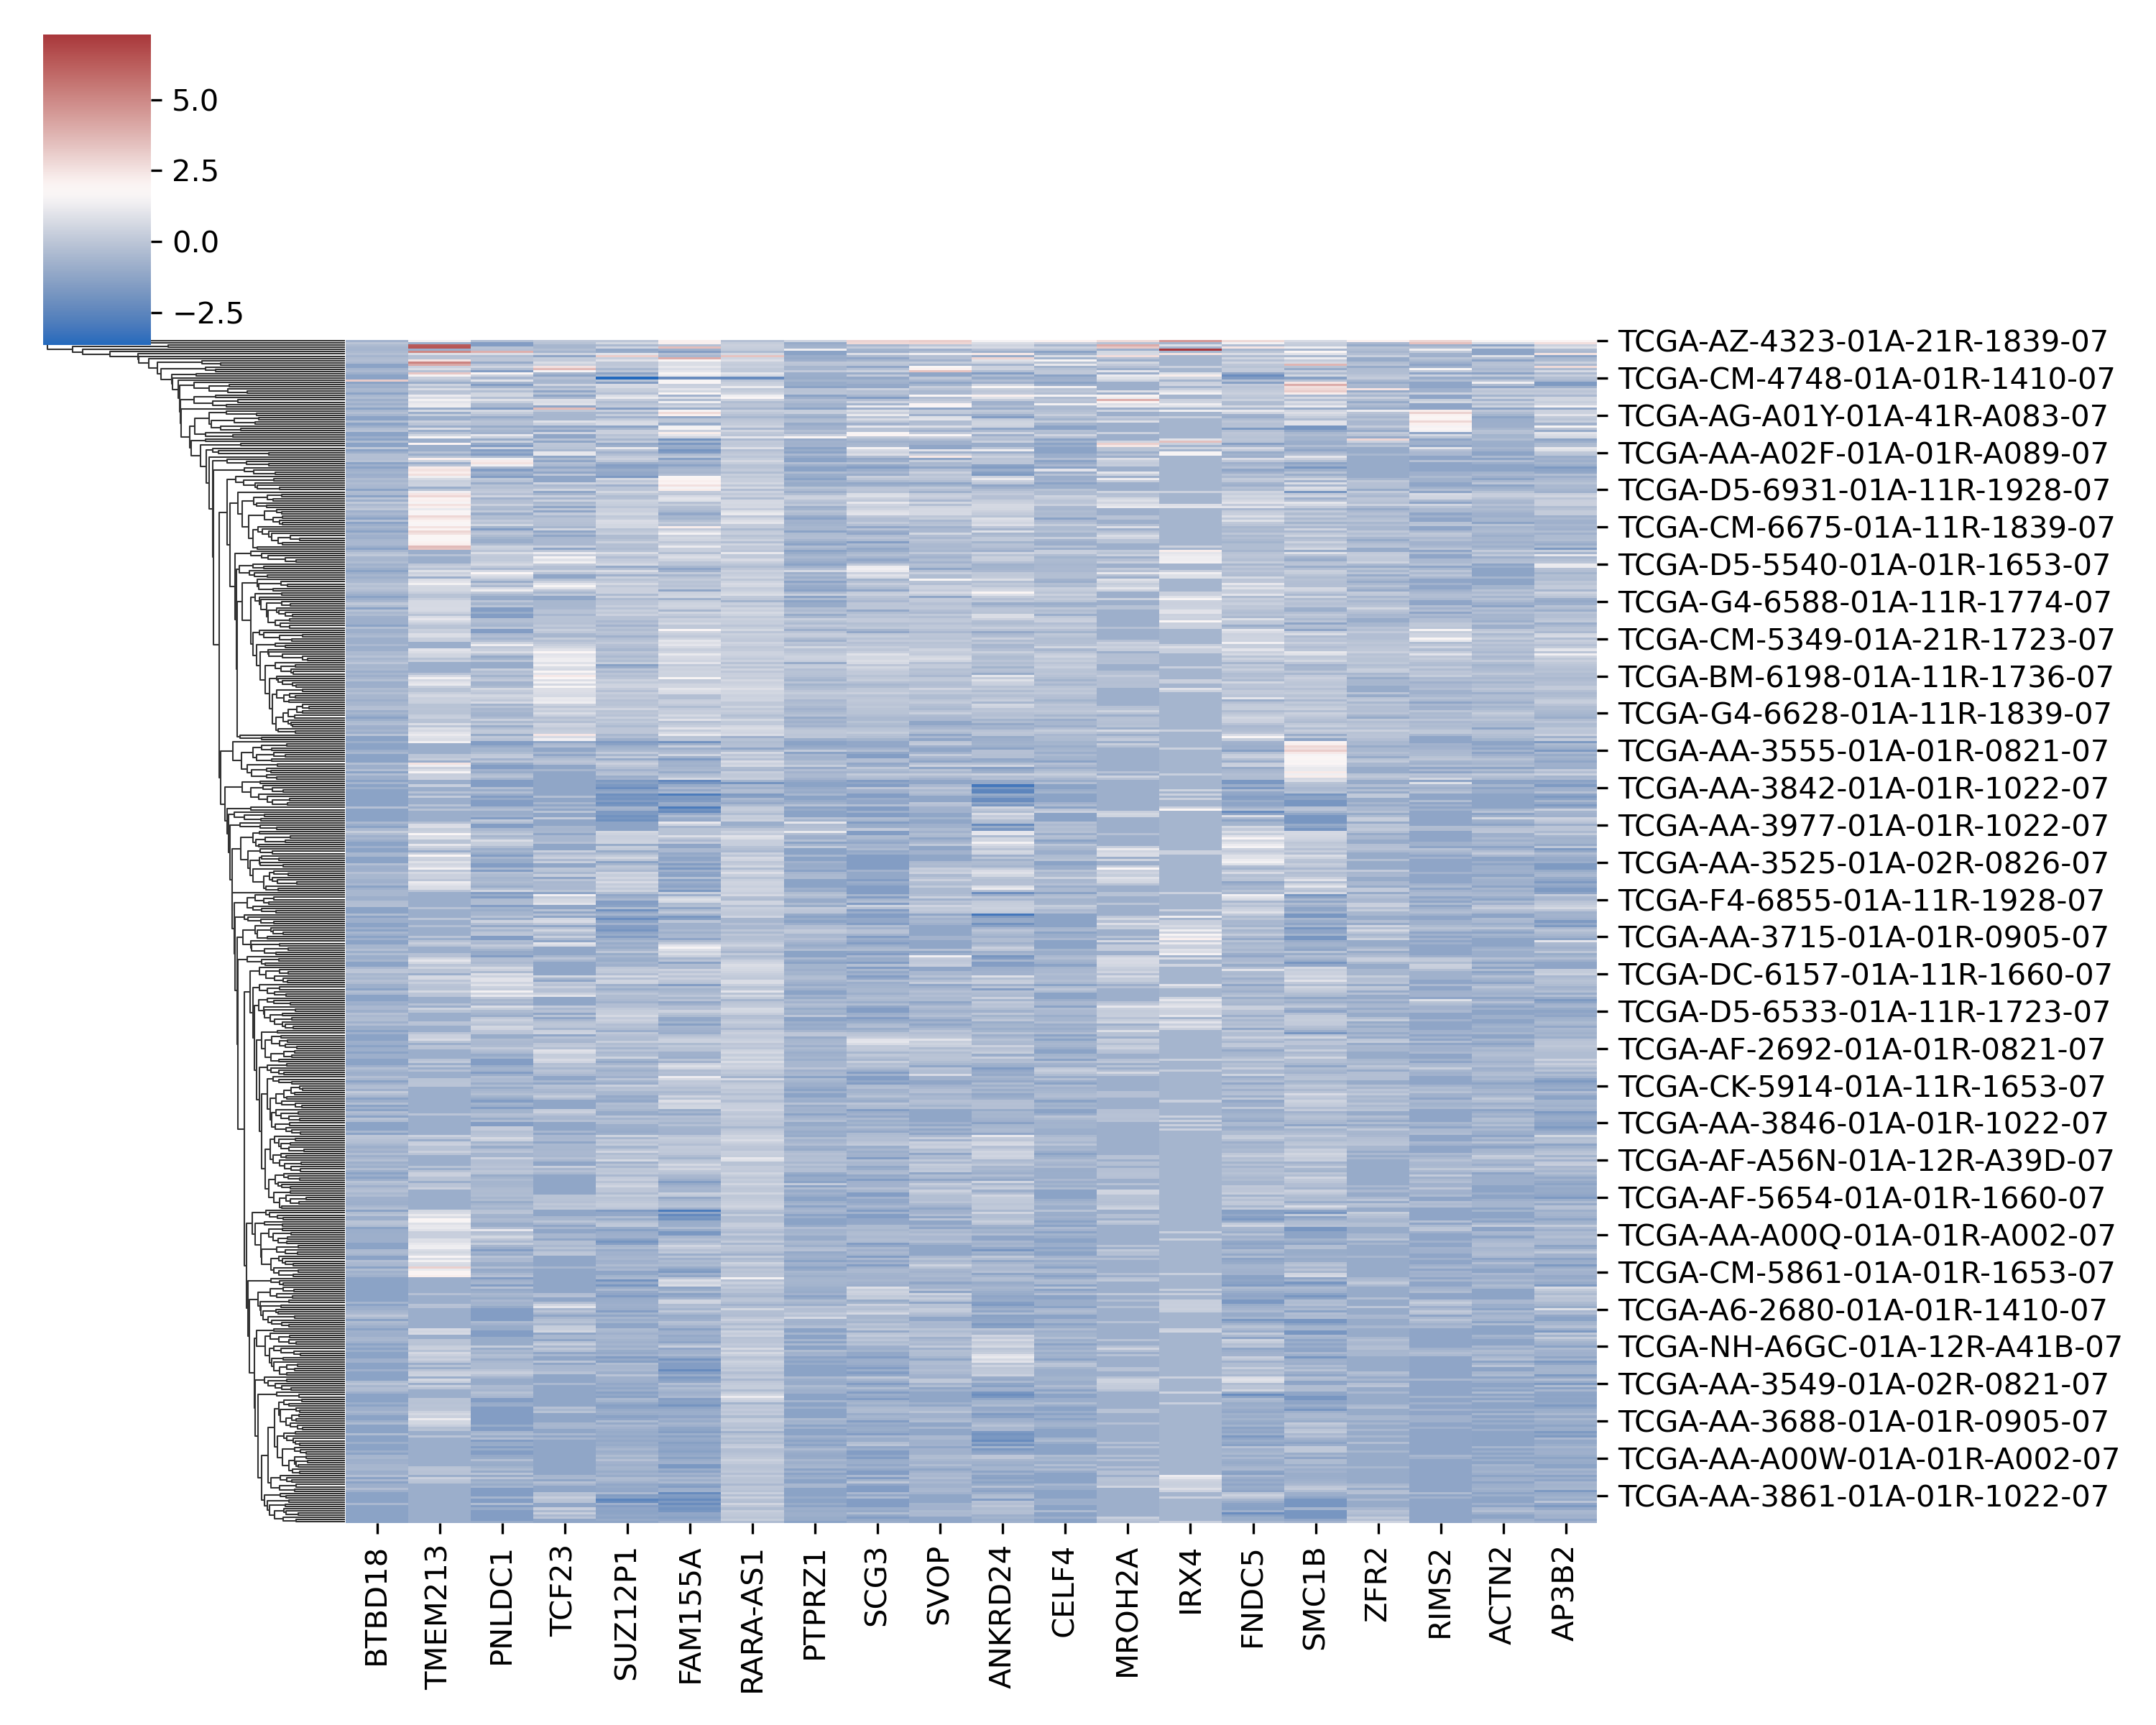 5.0
2.5
0.0
−2.5
TCGA-AZ-4323-01A-21R-1839-07
TCGA-CM-4748-01A-01R-1410-07
TCGA-AG-A01Y-01A-41R-A083-07
TCGA-AA-A02F-01A-01R-A089-07
TCGA-D5-6931-01A-11R-1928-07
TCGA-CM-6675-01A-11R-1839-07
TCGA-D5-5540-01A-01R-1653-07
TCGA-G4-6588-01A-11R-1774-07
TCGA-CM-5349-01A-21R-1723-07
TCGA-BM-6198-01A-11R-1736-07
TCGA-G4-6628-01A-11R-1839-07
TCGA-AA-3555-01A-01R-0821-07
TCGA-AA-3842-01A-01R-1022-07
TCGA-AA-3977-01A-01R-1022-07
TCGA-AA-3525-01A-02R-0826-07
TCGA-F4-6855-01A-11R-1928-07
TCGA-AA-3715-01A-01R-0905-07
TCGA-DC-6157-01A-11R-1660-07
TCGA-D5-6533-01A-11R-1723-07
TCGA-AF-2692-01A-01R-0821-07
TCGA-CK-5914-01A-11R-1653-07
TCGA-AA-3846-01A-01R-1022-07
TCGA-AF-A56N-01A-12R-A39D-07
TCGA-AF-5654-01A-01R-1660-07
TCGA-AA-A00Q-01A-01R-A002-07
TCGA-CM-5861-01A-01R-1653-07
TCGA-A6-2680-01A-01R-1410-07
TCGA-NH-A6GC-01A-12R-A41B-07
TCGA-AA-3549-01A-02R-0821-07
TCGA-AA-3688-01A-01R-0905-07
TCGA-AA-A00W-01A-01R-A002-07
TCGA-AA-3861-01A-01R-1022-07
BTBD18
TMEM213
PNLDC1
TCF23
SUZ12P1
FAM155A
RARA-AS1
PTPRZ1
SCG3
SVOP
ANKRD24
CELF4
MROH2A
IRX4
FNDC5
SMC1B
ZFR2
RIMS2
ACTN2
AP3B2